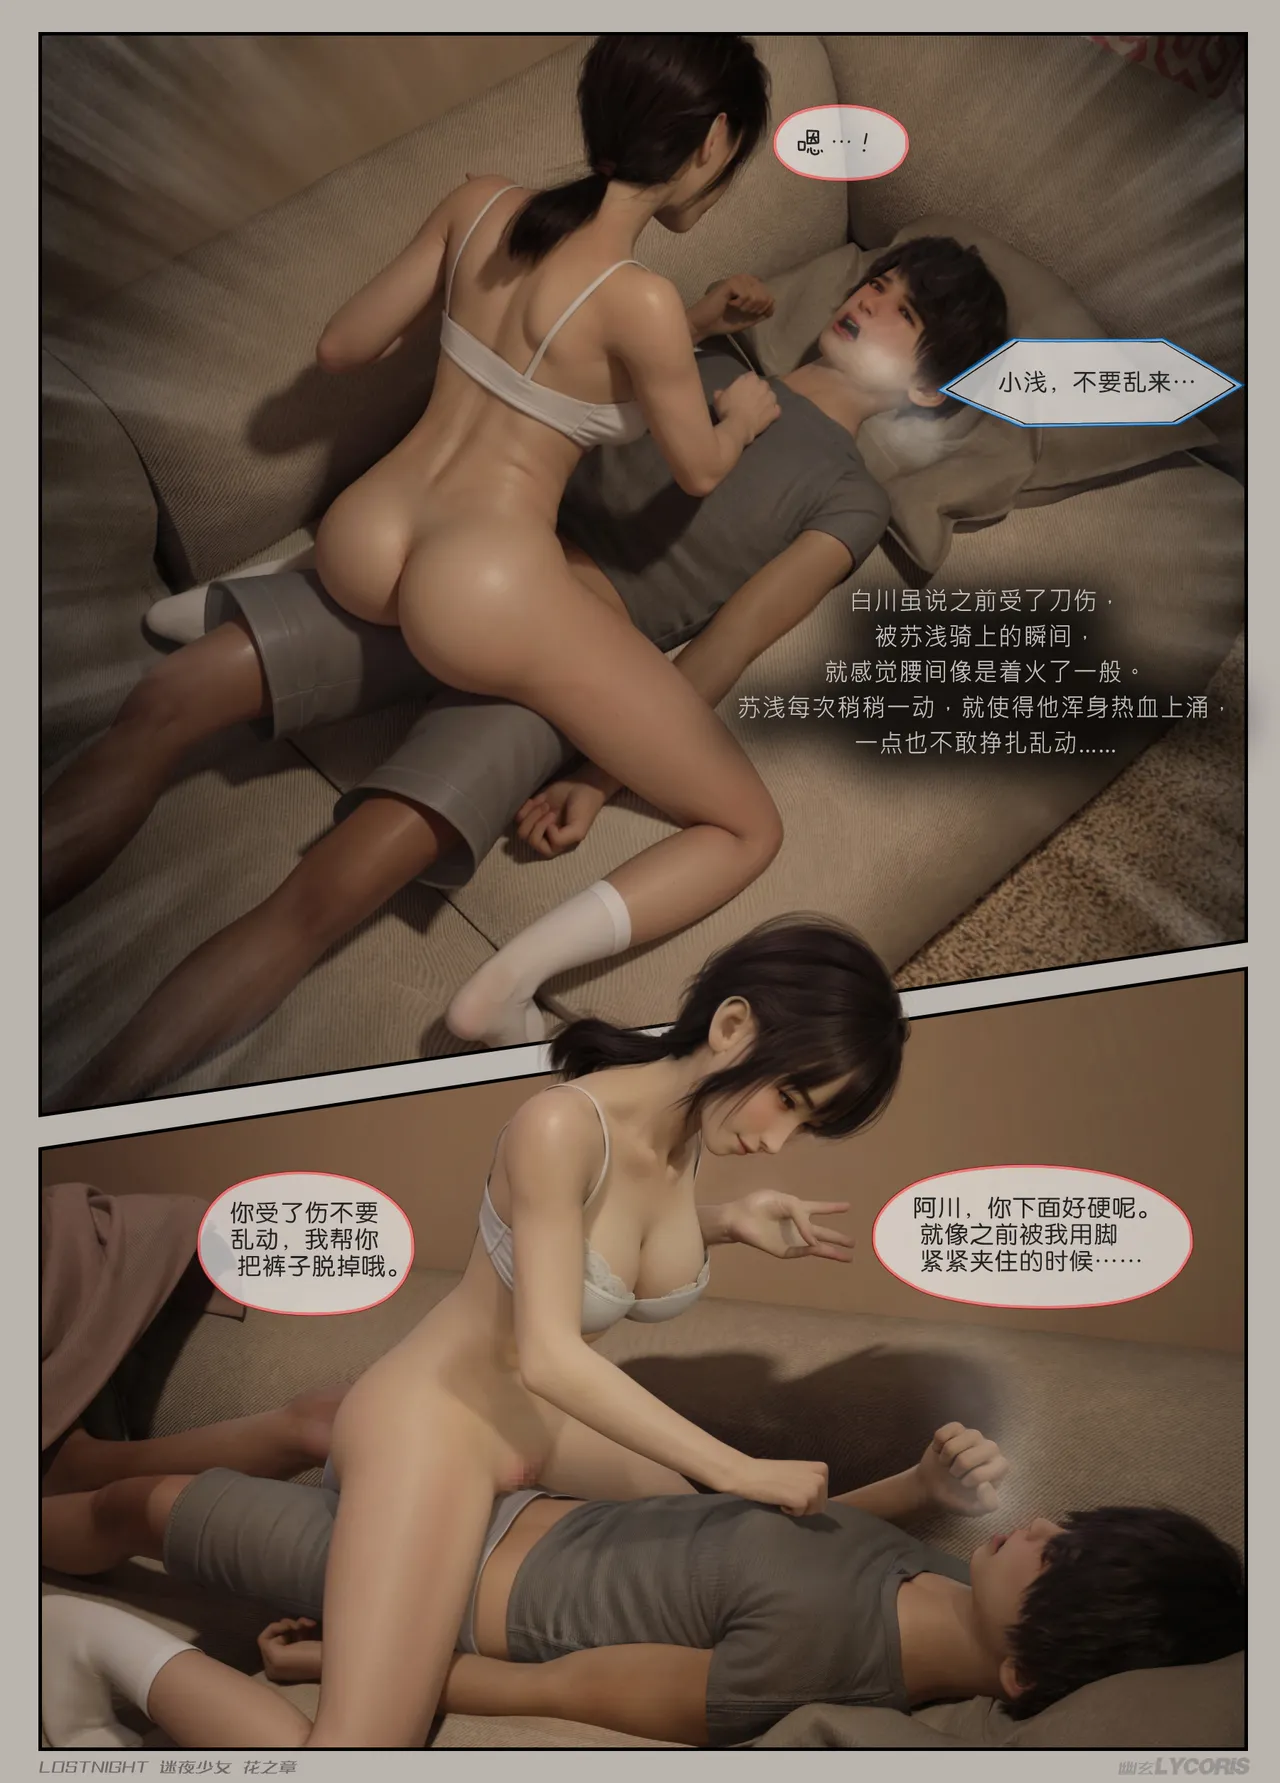 嗯…！
小浅，不要乱来…
白川虽说之前受了刀伤，
被苏浅骑上的瞬间，
就感觉腰间像是着火了一般。
苏浅每次稍稍一动，就使得他浑身热血上涌，
一点也不敢挣扎乱动……
阿川，你下面好硬呢。
就像之前被我用脚
紧紧夹住的时候……
你受了伤不要
乱动，我帮你
把裤子脱掉哦。
LOSTNIGHT 迷夜少女 花之章
幽玄LYCORIS